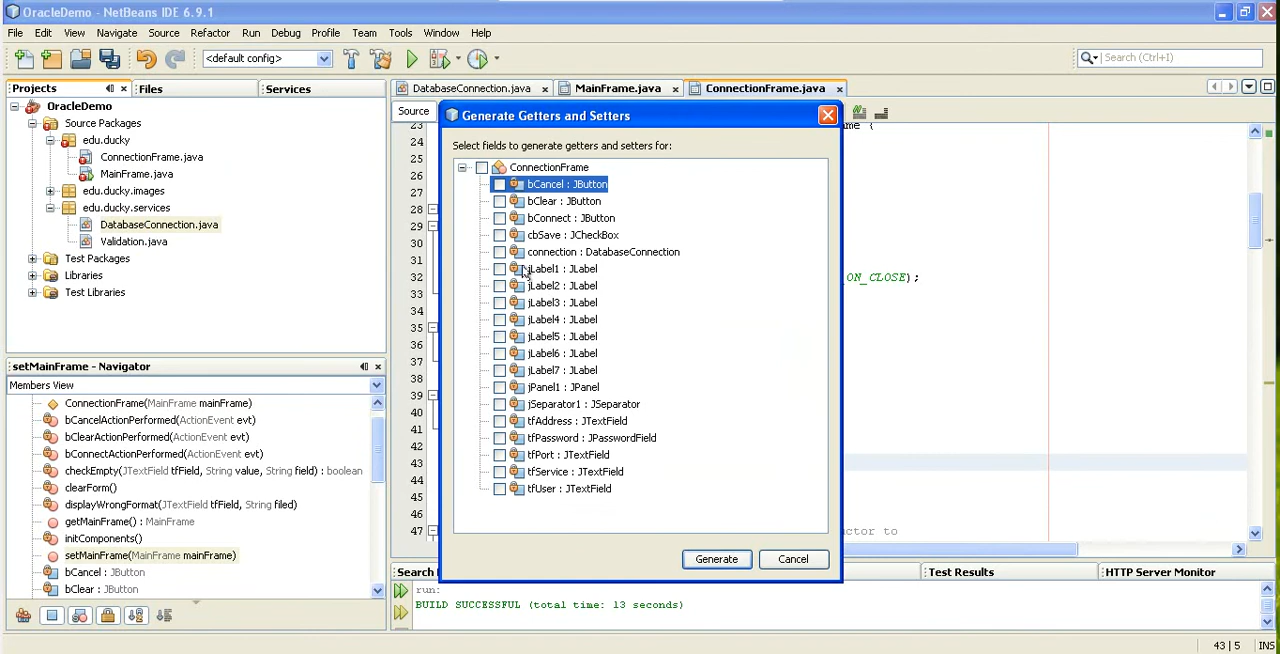 OracleDemo - NetBeans IDE 6.9.1
File Edit View Navigate Source Refactor Run Debug Profile Team Tools Window Help
<default config>
Search (Ctrl+I)
Projects
Files
Services
OracleDemo
Source Packages
edu.ducky
ConnectionFrame.java
MainFrame.java
edu.ducky.images
edu.ducky.services
DatabaseConnection.java
Validation.java
Test Packages
Libraries
Test Libraries
setMainFrame - Navigator
Members View
ConnectionFrame(MainFrame mainFrame)
bCancelActionPerformed(ActionEvent evt)
bClearActionPerformed(ActionEvent evt)
bConnectActionPerformed(ActionEvent evt)
checkEmpty(JTextField tfField, String value, String field) : boolean
clearForm()
displayWrongFormat(JTextField tfField, String filed)
getMainFrame() : MainFrame
initComponents()
setMainFrame(MainFrame mainFrame)
bCancel : JButton
bClear : JButton
DatabaseConnection.java
MainFrame.java
ConnectionFrame.java
Source
23
24
25
26
27
28
29
30
31
32
33
34
35
36
37
38
39
40
41
42
43
44
45
46
47
ame {
ON_CLOSE);
uctor to
Generate Getters and Setters
Select fields to generate getters and setters for:
ConnectionFrame
bCancel : JButton
bClear : JButton
bConnect : JButton
cbSave : JCheckBox
connection : DatabaseConnection
jLabel1 : JLabel
jLabel2 : JLabel
jLabel3 : JLabel
jLabel4 : JLabel
jLabel5 : JLabel
jLabel6 : JLabel
jLabel7 : JLabel
jPanel1 : JPanel
jSeparator1 : JSeparator
tfAddress : JTextField
tfPassword : JPasswordField
tfPort : JTextField
tfService : JTextField
tfUser : JTextField
Generate
Cancel
Search
Test Results
HTTP Server Monitor
run:
BUILD SUCCESSFUL (total time: 13 seconds)
43 | 5
INS